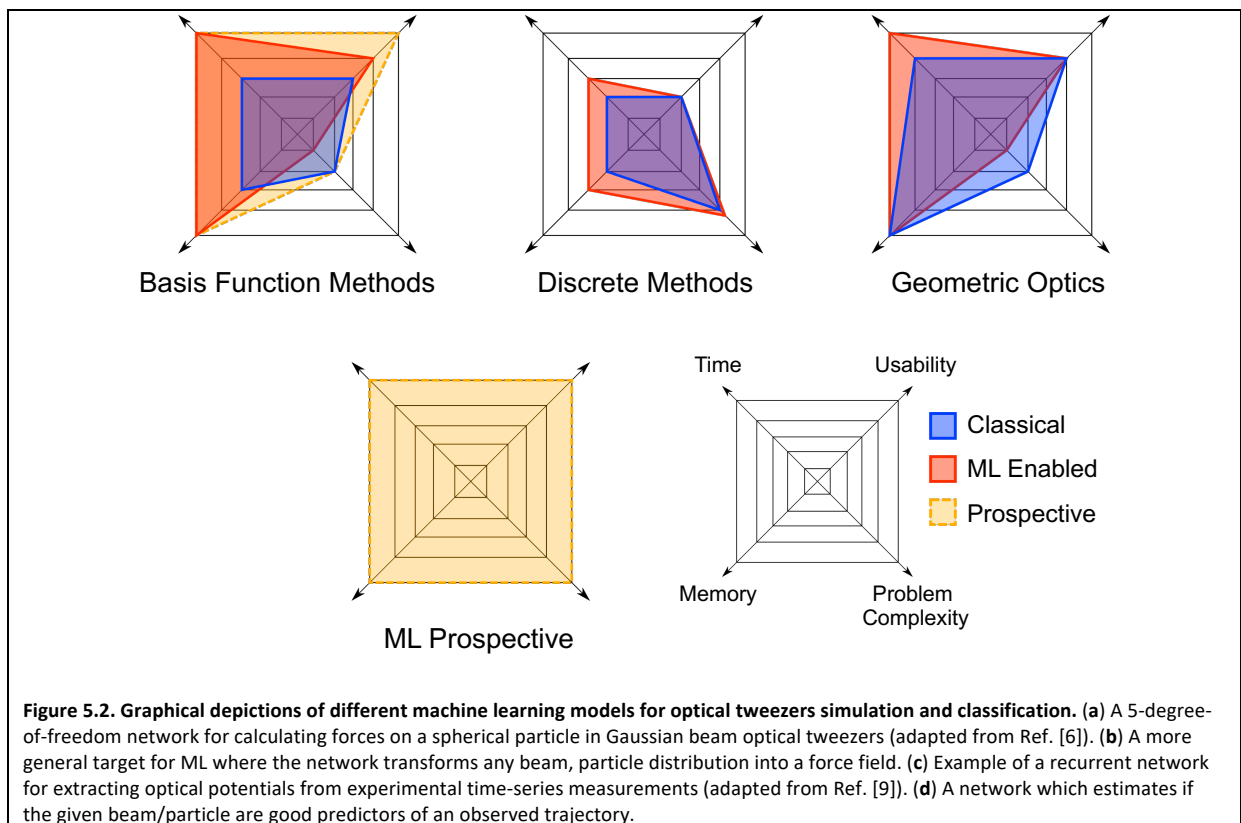 Basis Function Methods
Discrete Methods
Geometric Optics
Time
Usability
Classical
ML Enabled
Prospective
Memory
Problem
Complexity
ML Prospective
Figure 5.2. Graphical depictions of different machine learning models for optical tweezers simulation and classification. (a) A 5-degree-
of-freedom network for calculating forces on a spherical particle in Gaussian beam optical tweezers (adapted from Ref. [6]). (b) A more
general target for ML where the network transforms any beam, particle distribution into a force field. (c) Example of a recurrent network
for extracting optical potentials from experimental time-series measurements (adapted from Ref. [9]). (d) A network which estimates if
the given beam/particle are good predictors of an observed trajectory.